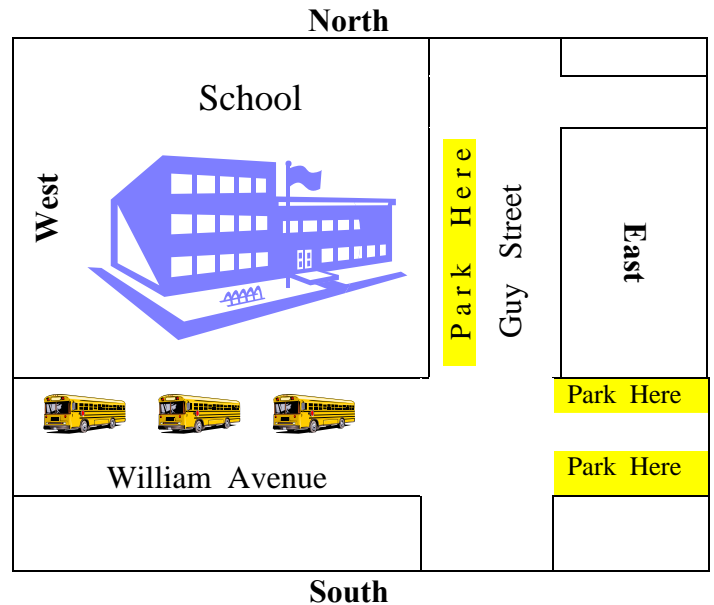 North
School
West
Park Here
Guy Street
East
Park Here
Park Here
William Avenue
South